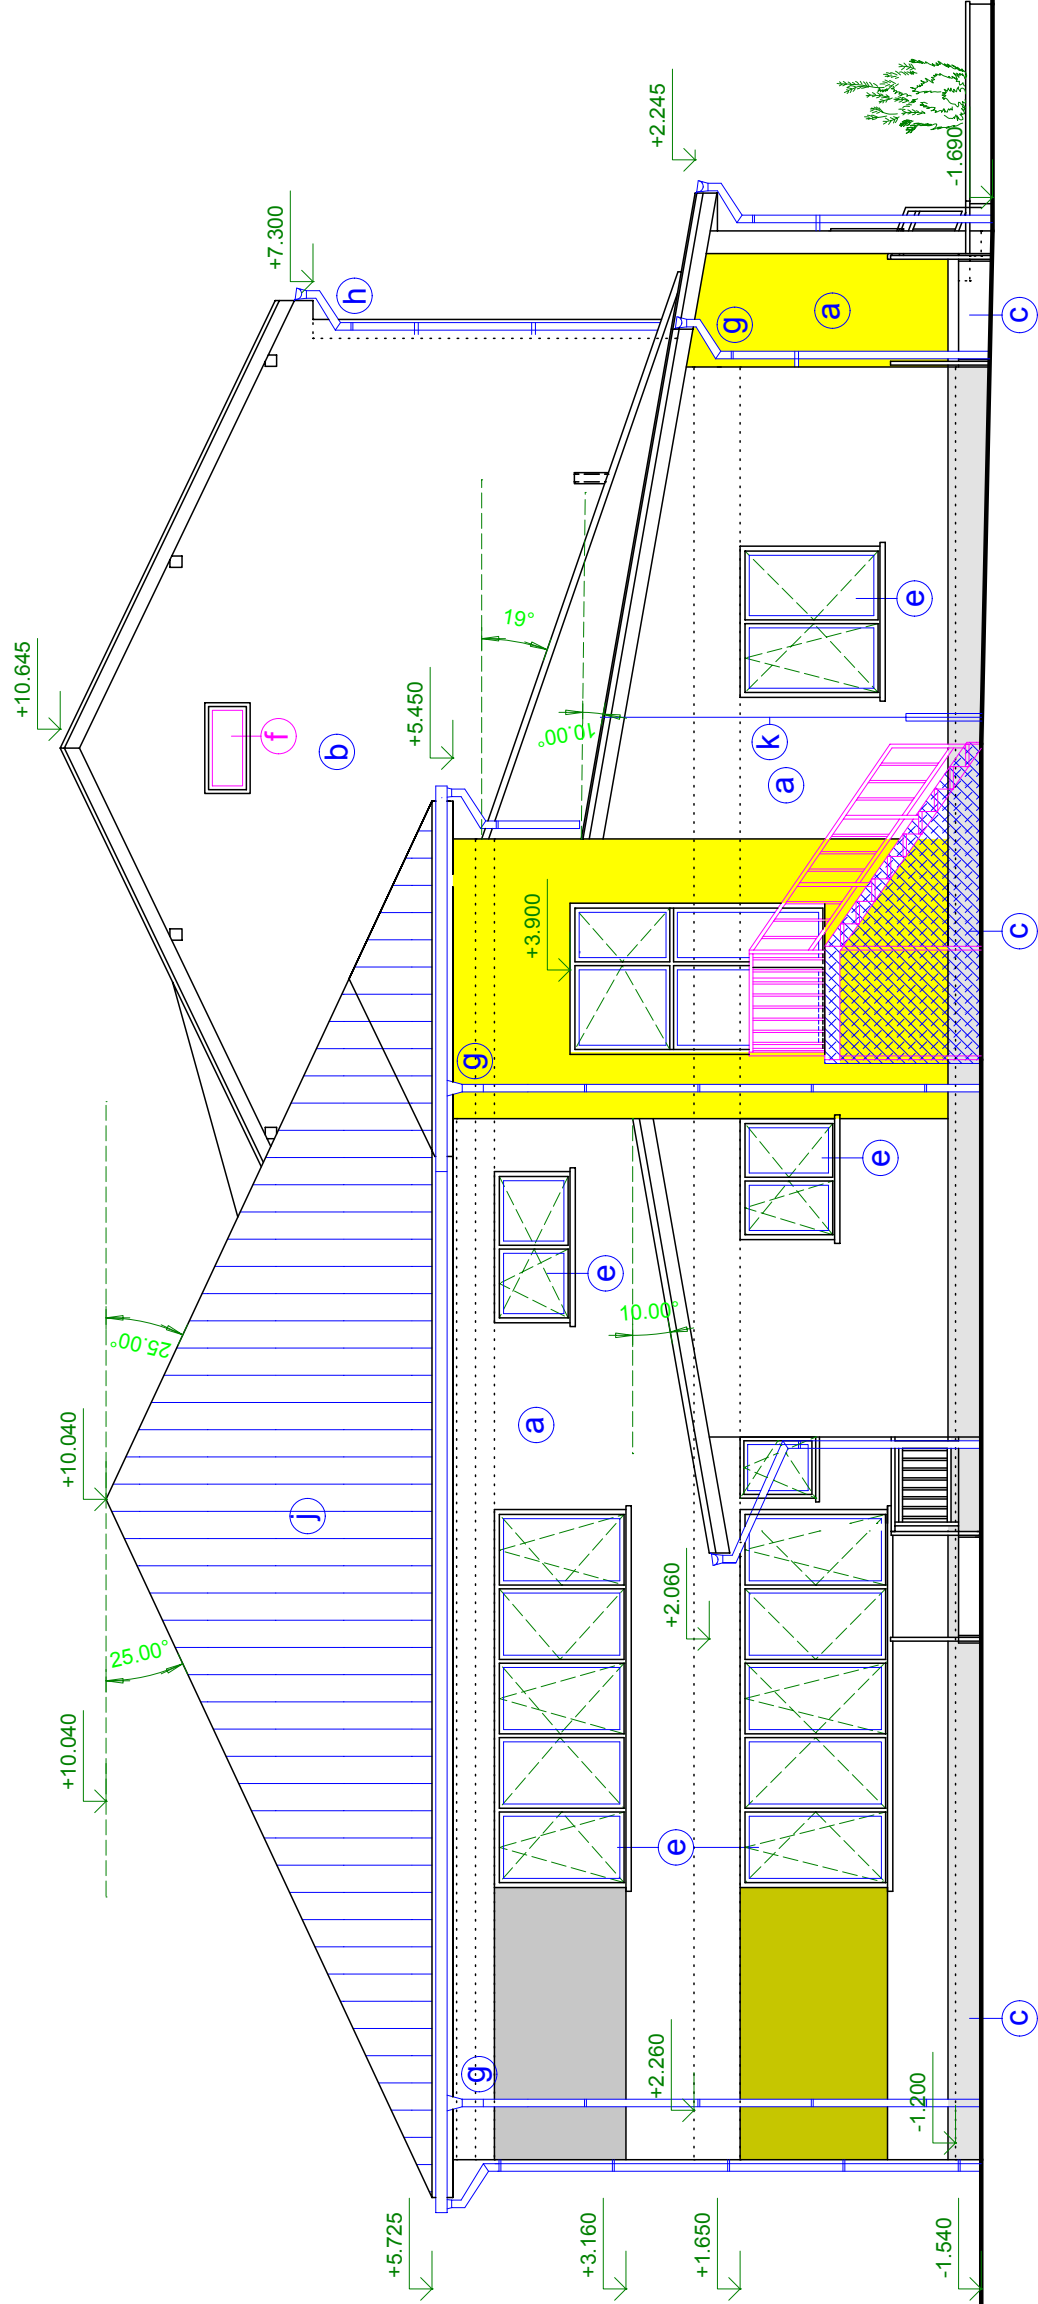 +10.645
+7.300
+2.245
-1.690
h
g
a
c
f
b
+5.450
19°
10.00°
e
k
a
c
+3.900
g
e
e
10.00°
a
25.00°
+10.040
j
25.00°
+10.040
+2.060
e
g
+2.260
-1.200
c
+5.725
+3.160
+1.650
-1.540